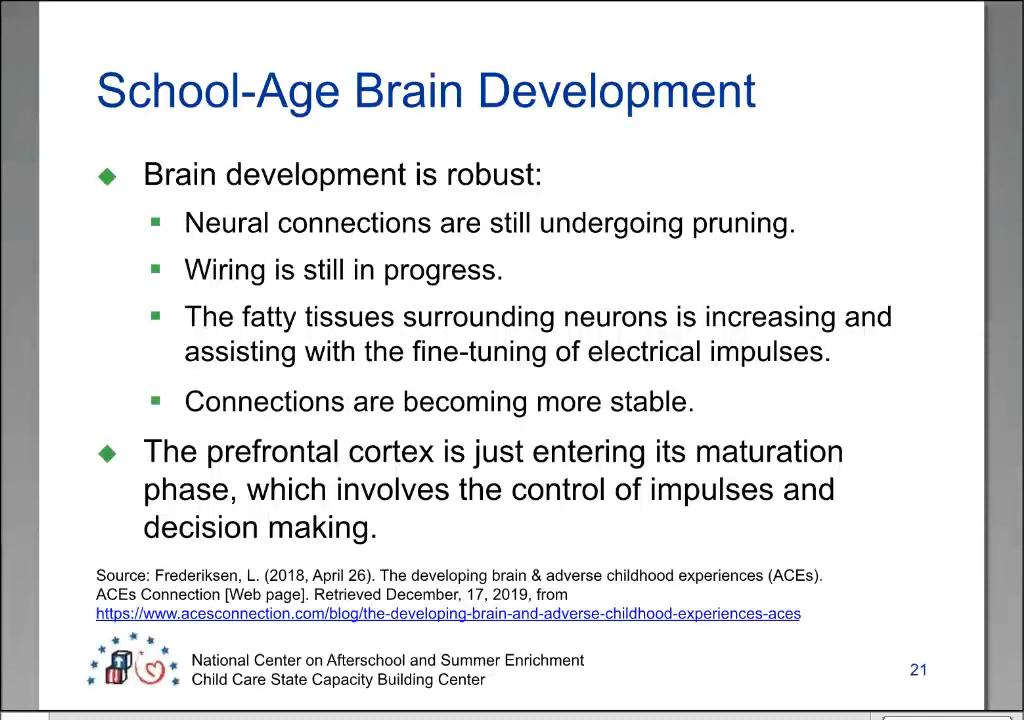 School-Age Brain Development
Brain development is robust:
Neural connections are still undergoing pruning.
Wiring is still in progress.
The fatty tissues surrounding neurons is increasing and
assisting with the fine-tuning of electrical impulses.
Connections are becoming more stable.
The prefrontal cortex is just entering its maturation
phase, which involves the control of impulses and
decision making.
Source: Frederiksen, L. (2018, April 26). The developing brain & adverse childhood experiences (ACEs).
ACEs Connection [Web page]. Retrieved December, 17, 2019, from
https://www.acesconnection.com/blog/the-developing-brain-and-adverse-childhood-experiences-aces
National Center on Afterschool and Summer Enrichment
Child Care State Capacity Building Center
21